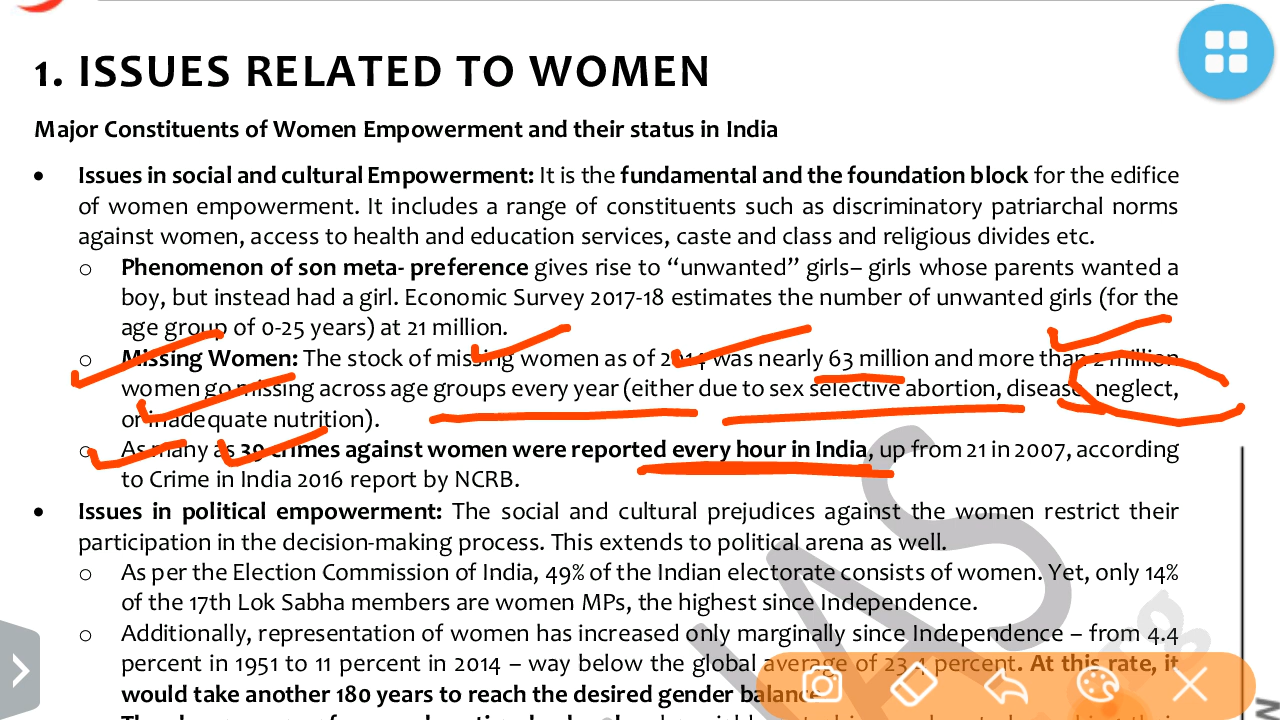 1. ISSUES RELATED TO WOMEN
Major Constituents of Women Empowerment and their status in India
• Issues in social and cultural Empowerment: It is the fundamental and the foundation block for the edifice
of women empowerment. It includes a range of constituents such as discriminatory patriarchal norms
against women, access to health and education services, caste and class and religious divides etc.
o Phenomenon of son meta- preference gives rise to “unwanted” girls– girls whose parents wanted a
boy, but instead had a girl. Economic Survey 2017-18 estimates the number of unwanted girls (for the
age group of 0-25 years) at 21 million.
o Missing Women: The stock of missing women as of 2014 was nearly 63 million and more than 2 million
women go missing across age groups every year (either due to sex selective abortion, disease, neglect,
or inadequate nutrition).
o As many as 39 crimes against women were reported every hour in India, up from 21 in 2007, according
to Crime in India 2016 report by NCRB.
• Issues in political empowerment: The social and cultural prejudices against the women restrict their
participation in the decision-making process. This extends to political arena as well.
o As per the Election Commission of India, 49% of the Indian electorate consists of women. Yet, only 14%
of the 17th Lok Sabha members are women MPs, the highest since Independence.
o Additionally, representation of women has increased only marginally since Independence – from 4.4
percent in 1951 to 11 percent in 2014 – way below the global average of 23.4 percent. At this rate, it
would take another 180 years to reach the desired gender balance